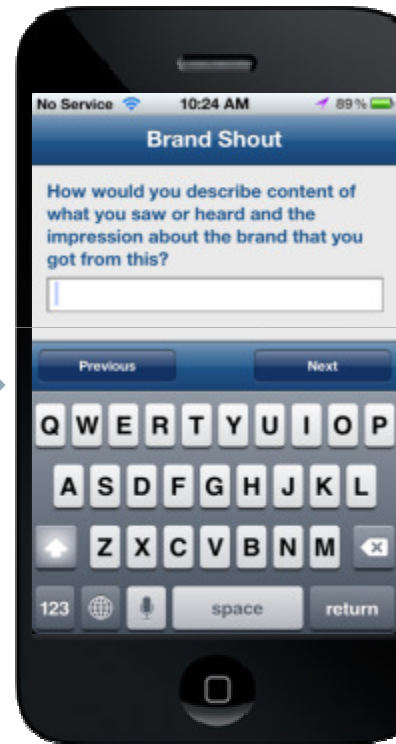 No Service 10:24 AM 89%
Brand Shout
How would you describe content of
what you saw or heard and the
impression about the brand that you
got from this?
Previous Next
Q W E R T Y U I O P
A S D F G H J K L
Z X C V B N M
123 space return